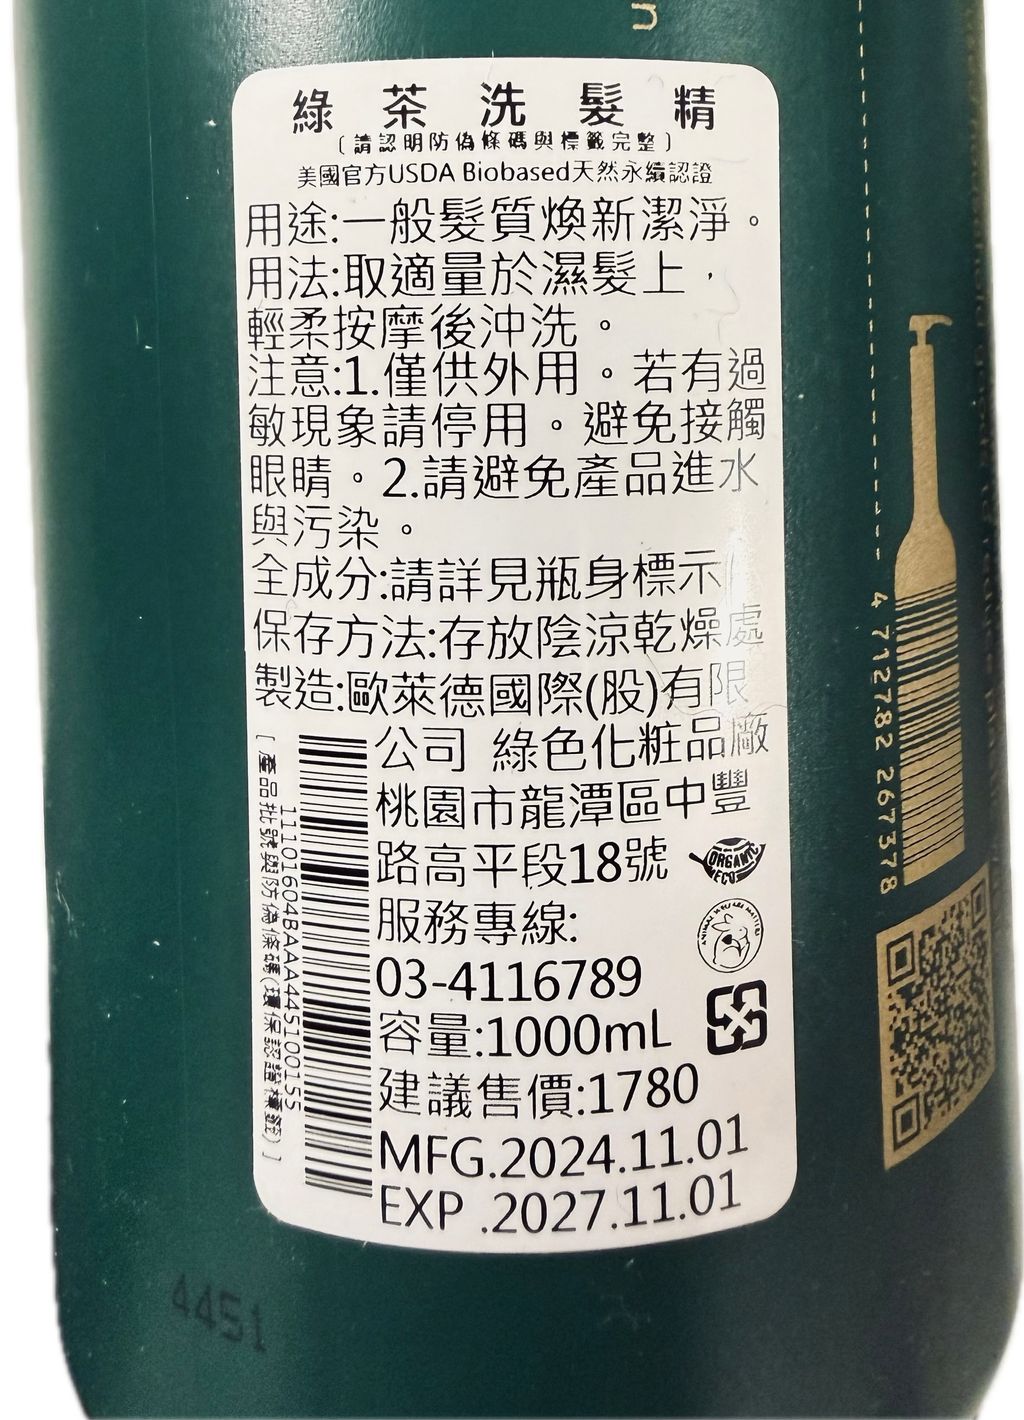 綠茶洗髮精
〔請認明防偽條碼與標籤完整〕
美國官方USDA Biobased天然永續認證
用途:一般髮質煥新潔淨。
用法:取適量於濕髮上，
輕柔按摩後沖洗。
注意:1.僅供外用。若有過
敏現象請停用。避免接觸
眼睛。2.請避免產品進水
與污染。
全成分:請詳見瓶身標示
保存方法:存放陰涼乾燥處
製造:歐萊德國際(股)有限
公司 綠色化粧品廠
桃園市龍潭區中豐
路高平段18號
服務專線:
03-4116789
容量:1000mL
建議售價:1780
MFG.2024.11.01
EXP .2027.11.01
11101604BAAA445100155
[產品批號與防偽條碼(環保認證標籤)]
ORGANIC
ECO
4 712782 267378
4451